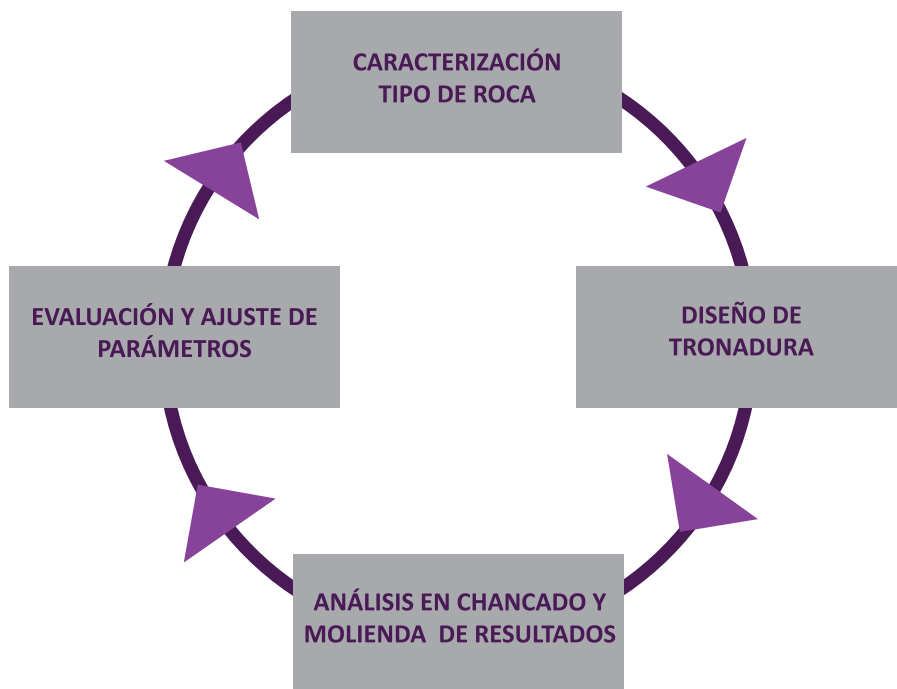 CARACTERIZACIÓN
TIPO DE ROCA
EVALUACIÓN Y AJUSTE DE
PARÁMETROS
DISEÑO DE
TRONADURA
ANÁLISIS EN CHANCADO Y
MOLIENDA  DE RESULTADOS